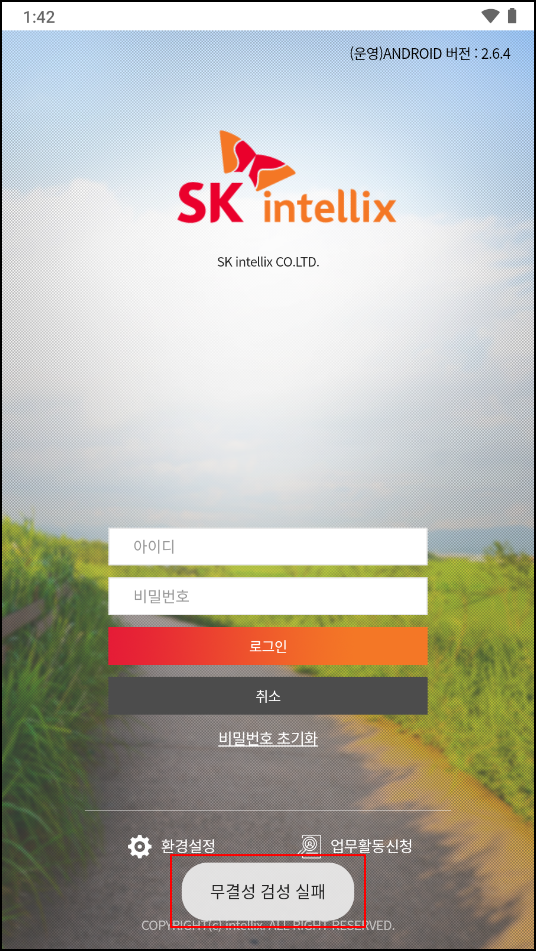 1:42
(운영)ANDROID 버전 : 2.6.4
SK intellix
SK intellix CO.LTD.
아이디
비밀번호
로그인
취소
비밀번호 초기화
환경설정 업무활동신청
무결성 검성 실패
COPYRIGHT(c) intellix. ALL RIGHT RESERVED.